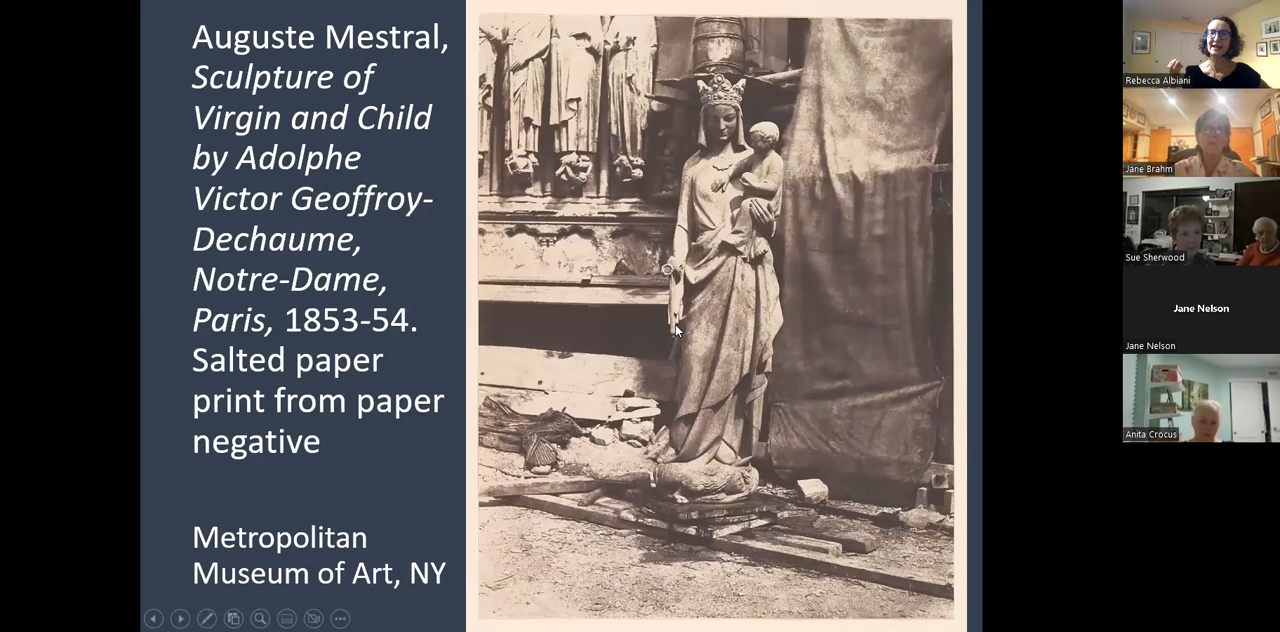 Auguste Mestral,
Sculpture of
Virgin and Child
by Adolphe
Victor Geoffroy-
Dechaume,
Notre-Dame,
Paris, 1853-54.
Salted paper
print from paper
negative
Metropolitan
Museum of Art, NY
Rebecca Albiani
Jane Brahm
Sue Sherwood
Jane Nelson
Jane Nelson
Anita Crocus